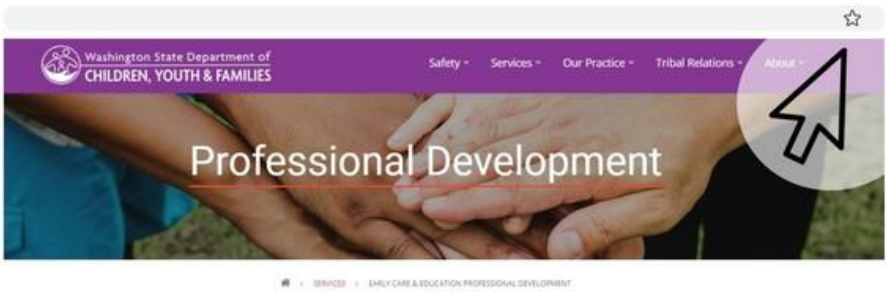 Washington State Department of
CHILDREN, YOUTH & FAMILIES
Safety Services Our Practice Tribal Relations About
Professional Development
SERVICES > EARLY CARE & EDUCATION PROFESSIONAL DEVELOPMENT